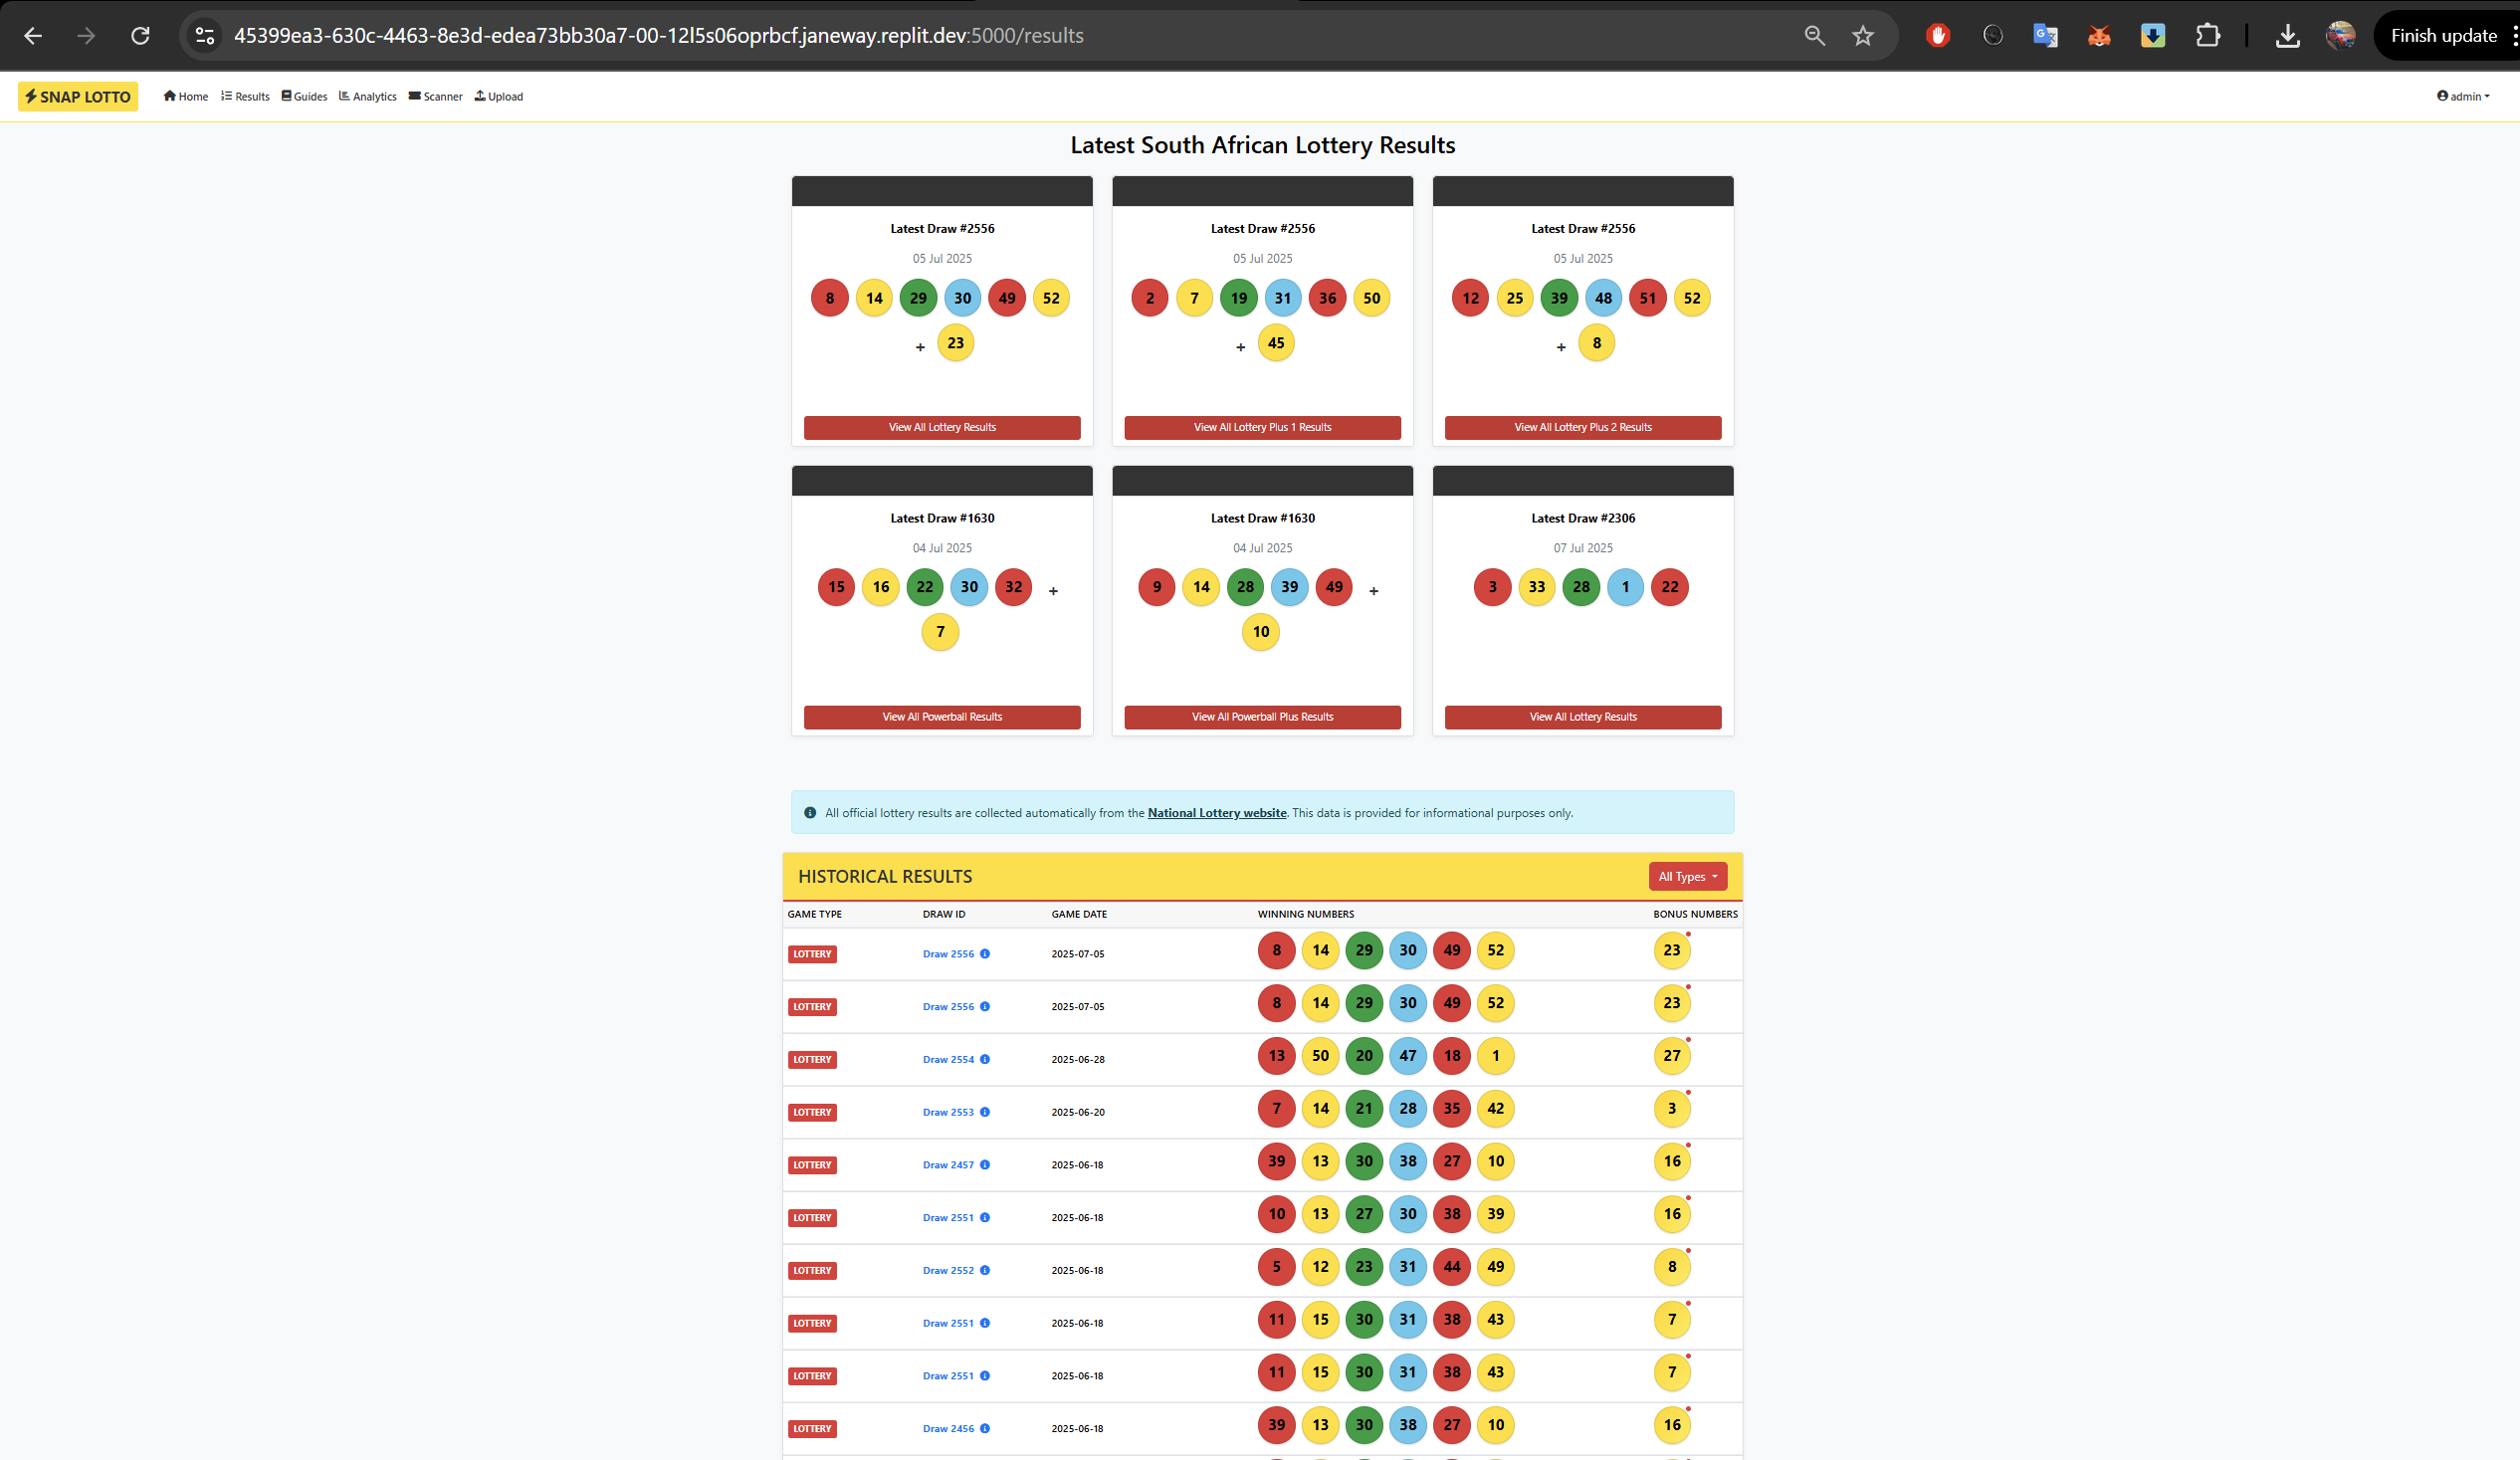 45399ea3-630c-4463-8e3d-edea73bb30a7-00-12l5s06oprbcf.janeway.replit.dev:5000/results
Finish update
SNAP LOTTO Home Results Guides Analytics Scanner Upload admin
Latest South African Lottery Results
Latest Draw #2556 Latest Draw #2556 Latest Draw #2556
05 Jul 2025 05 Jul 2025 05 Jul 2025
8 14 29 30 49 52 2 7 19 31 36 50 12 25 39 48 51 52
+ 23 + 45 + 8
View All Lottery Results View All Lottery Plus 1 Results View All Lottery Plus 2 Results
Latest Draw #1630 Latest Draw #1630 Latest Draw #2306
04 Jul 2025 04 Jul 2025 07 Jul 2025
15 16 22 30 32 + 9 14 28 39 49 + 3 33 28 1 22
7 10
View All Powerball Results View All Powerball Plus Results View All Lottery Results
All official lottery results are collected automatically from the National Lottery website. This data is provided for informational purposes only.
HISTORICAL RESULTS All Types
GAME TYPE DRAW ID GAME DATE WINNING NUMBERS BONUS NUMBERS
LOTTERY Draw 2556 2025-07-05 8 14 29 30 49 52 23
LOTTERY Draw 2556 2025-07-05 8 14 29 30 49 52 23
LOTTERY Draw 2554 2025-06-28 13 50 20 47 18 1 27
LOTTERY Draw 2553 2025-06-20 7 14 21 28 35 42 3
LOTTERY Draw 2457 2025-06-18 39 13 30 38 27 10 16
LOTTERY Draw 2551 2025-06-18 10 13 27 30 38 39 16
LOTTERY Draw 2552 2025-06-18 5 12 23 31 44 49 8
LOTTERY Draw 2551 2025-06-18 11 15 30 31 38 43 7
LOTTERY Draw 2551 2025-06-18 11 15 30 31 38 43 7
LOTTERY Draw 2456 2025-06-18 39 13 30 38 27 10 16